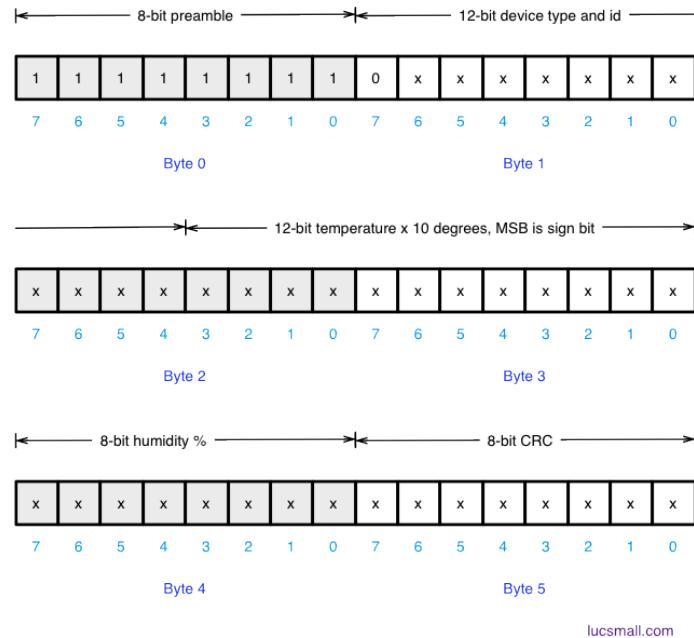 8-bit preamble 12-bit device type and id
1 1 1 1 1 1 1 1 0 x x x x x x x
7 6 5 4 3 2 1 0 7 6 5 4 3 2 1 0
Byte 0 Byte 1
12-bit temperature x 10 degrees, MSB is sign bit
x x x x x x x x x x x x x x x x
7 6 5 4 3 2 1 0 7 6 5 4 3 2 1 0
Byte 2 Byte 3
8-bit humidity % 8-bit CRC
x x x x x x x x x x x x x x x x
7 6 5 4 3 2 1 0 7 6 5 4 3 2 1 0
Byte 4 Byte 5
lucsmall.com